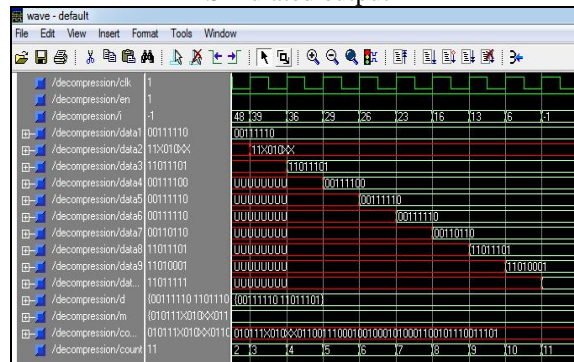 Simulated output
wave - default
File Edit View Insert Format Tools Window
/decompression/clk 1
/decompression/en 1
/decompression/i -1 48 39 36 29 26 23 16 13 6 -1
/decompression/data1 00111110 00111110
/decompression/data2 11X010XX 11X010XX
/decompression/data3 11011101 11011101
/decompression/data4 00111100 UUUUUUUU 00111100
/decompression/data5 00111110 UUUUUUUU 00111110
/decompression/data6 00111110 UUUUUUUU 00111110
/decompression/data7 00110110 UUUUUUUU 00110110
/decompression/data8 11011101 UUUUUUUU 11011101
/decompression/data9 11010001 UUUUUUUU 11010001
/decompression/dat... 11011111 UUUUUUUU
/decompression/d {00111110 1101110 {00111110 11011101}
/decompression/m {010111X010XX011
/decompression/co... 010111X010XX0110
/decompression/count 11 2 3 4 5 6 7 8 9 10 11